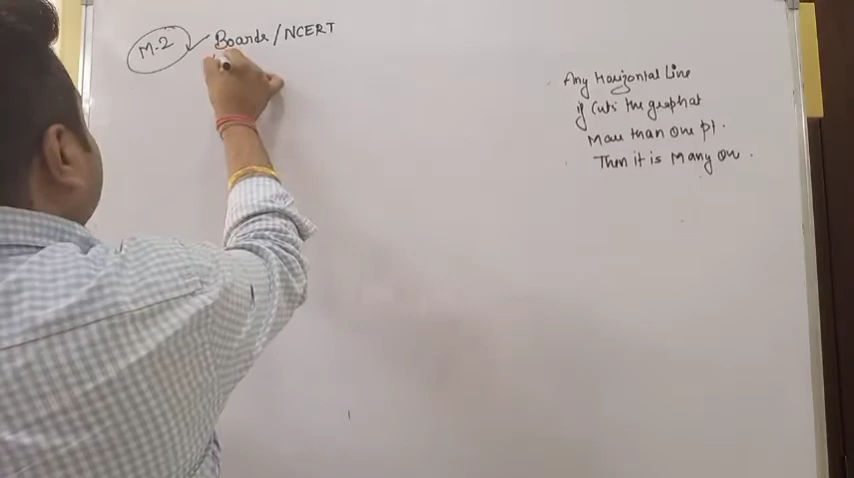 M-2 Boards/NCERT
Any Horizontal Line
if Cuts the graph at
More than one pt.
Then it is Many one.